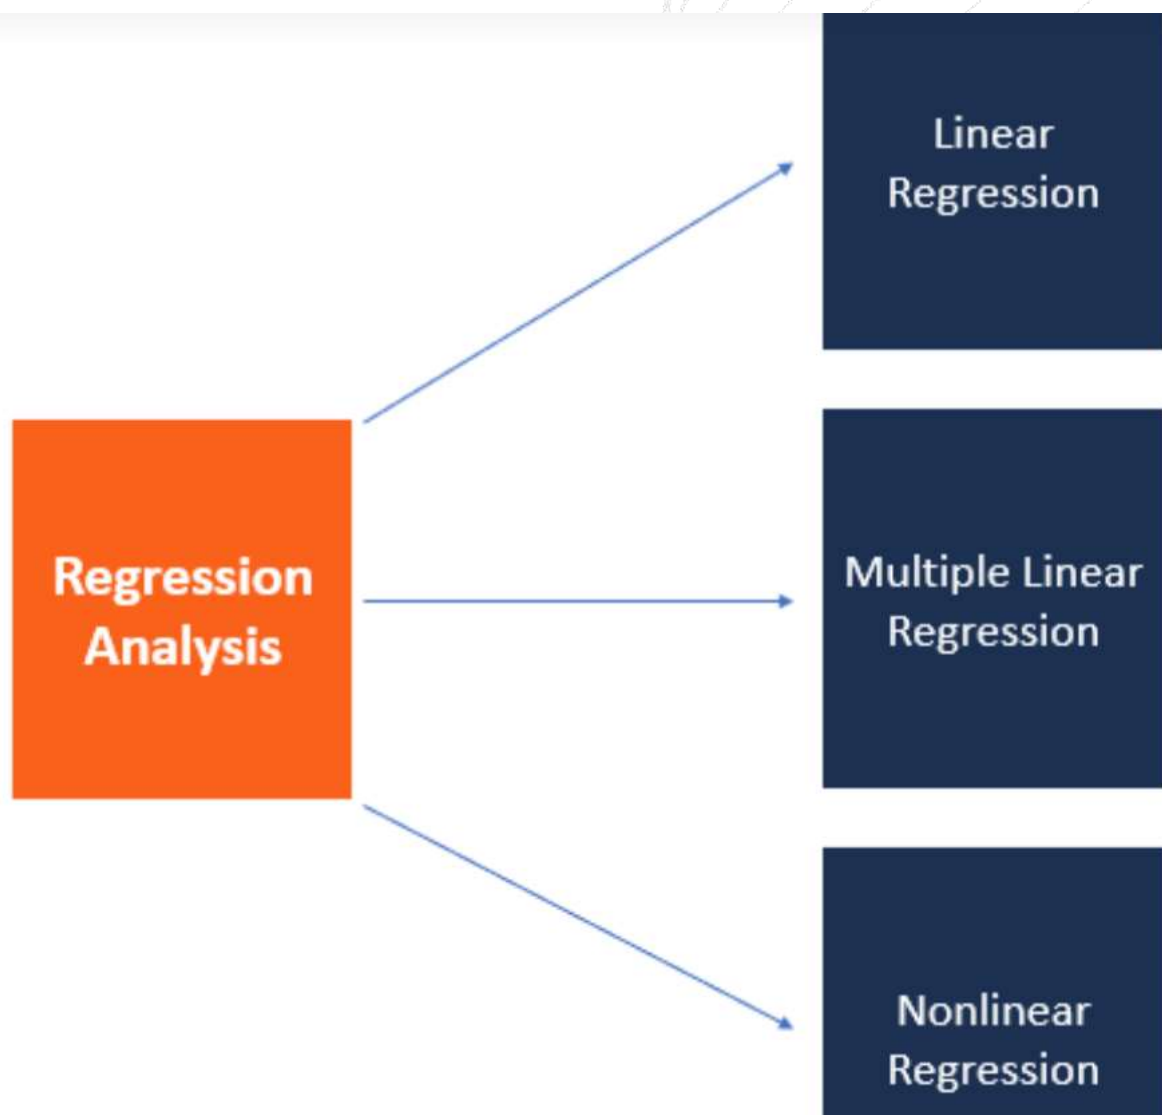 Linear
Regression
Regression
Analysis
Multiple Linear
Regression
Nonlinear
Regression